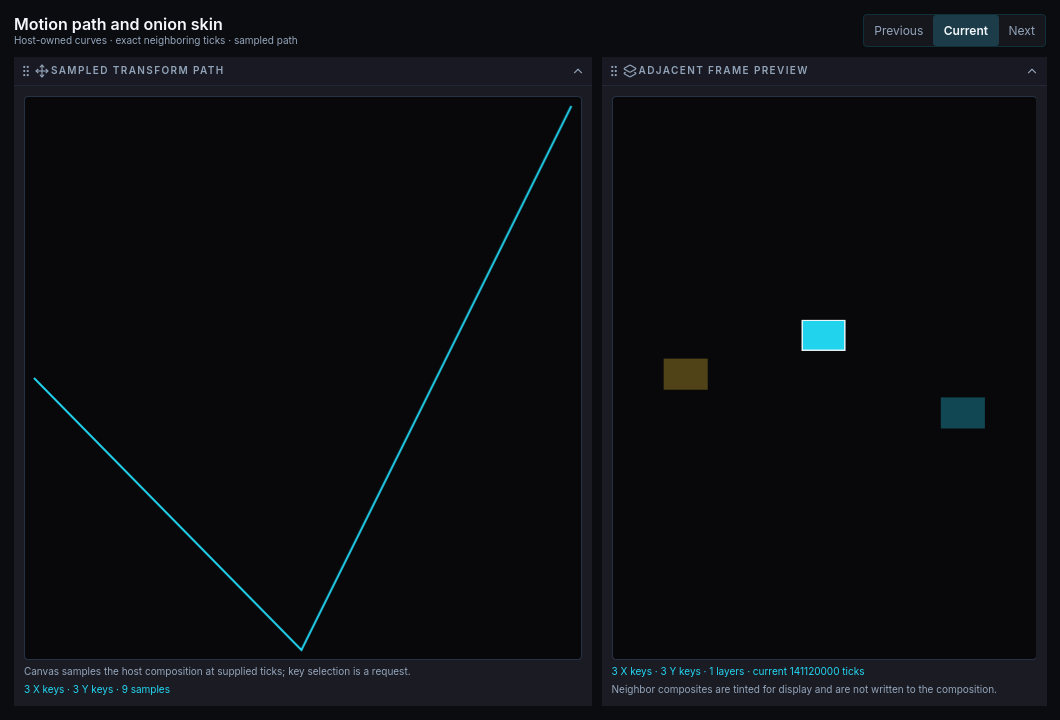 Motion path and onion skin
Host-owned curves · exact neighboring ticks · sampled path
Previous
Current
Next
SAMPLED TRANSFORM PATH
ADJACENT FRAME PREVIEW
Canvas samples the host composition at supplied ticks; key selection is a request.
3 X keys · 3 Y keys · 9 samples
3 X keys · 3 Y keys · 1 layers · current 141120000 ticks
Neighbor composites are tinted for display and are not written to the composition.